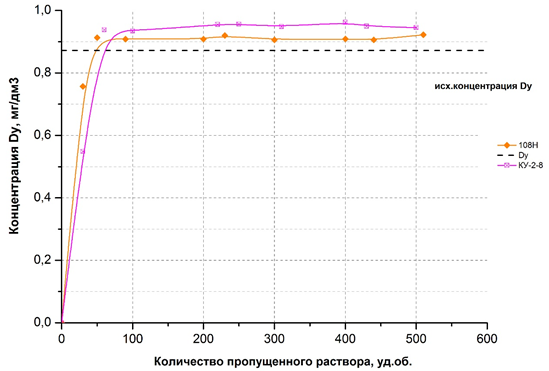 Концентрация Dy, мг/дм3
1,0
0,8
0,6
0,4
0,2
0,0
0
100
200
300
400
500
600
Количество пропущенного раствора, уд.об.
исх.концентрация Dy
108H
Dy
КУ-2-8